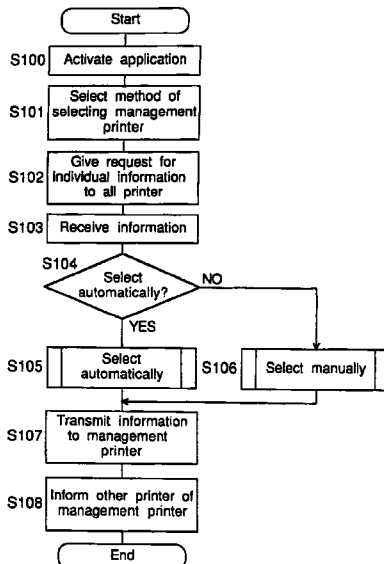 Start
S100 Activate application
S101 Select method of
selecting management
printer
S102 Give request for
individual information
to all printer
S103 Receive information
S104
Select
automatically?
NO
YES
S105 Select
automatically
S106 Select manually
S107 Transmit information
to management
printer
S108 Inform other printer of
management printer
End